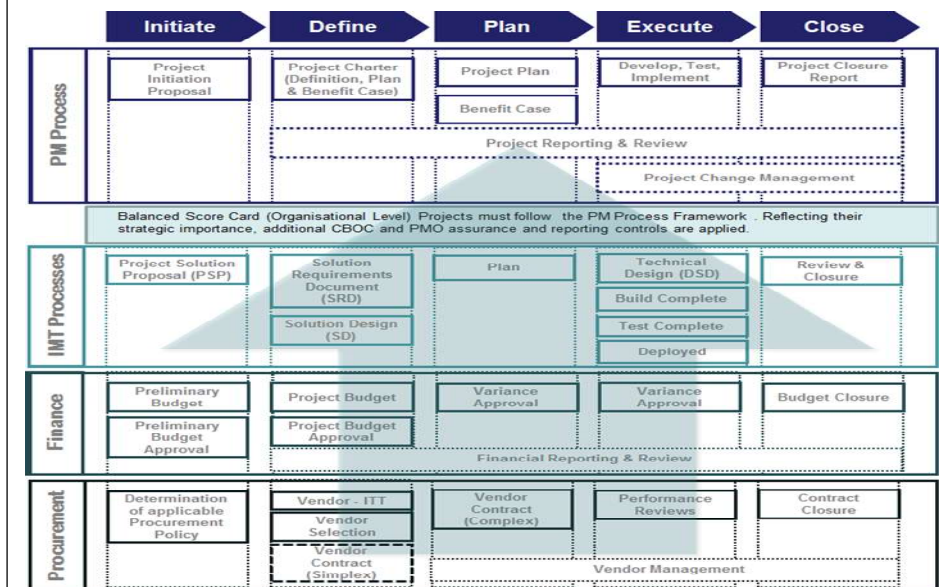 Initiate
Define
Plan
Execute
Close
PM Process
Project
Initiation
Proposal
Project Charter
(Definition, Plan
& Benefit Case)
Project Plan
Benefit Case
Develop, Test,
Implement
Project Closure
Report
Project Reporting & Review
Project Change Management
Balanced Score Card (Organisational Level) Projects must follow the PM Process Framework . Reflecting their
strategic importance, additional CBOC and PMO assurance and reporting controls are applied.
IMT Processes
Project Solution
Proposal (PSP)
Solution
Requirements
Document
(SRD)
Solution Design
(SD)
Plan
Technical
Design (DSD)
Build Complete
Test Complete
Deployed
Review &
Closure
Finance
Preliminary
Budget
Preliminary
Budget
Approval
Project Budget
Project Budget
Approval
Variance
Approval
Variance
Approval
Budget Closure
Financial Reporting & Review
Procurement
Determination
of applicable
Procurement
Policy
Vendor - ITT
Vendor
Selection
Vendor
Contract
(Simplex)
Vendor
Contract
(Complex)
Performance
Reviews
Contract
Closure
Vendor Management